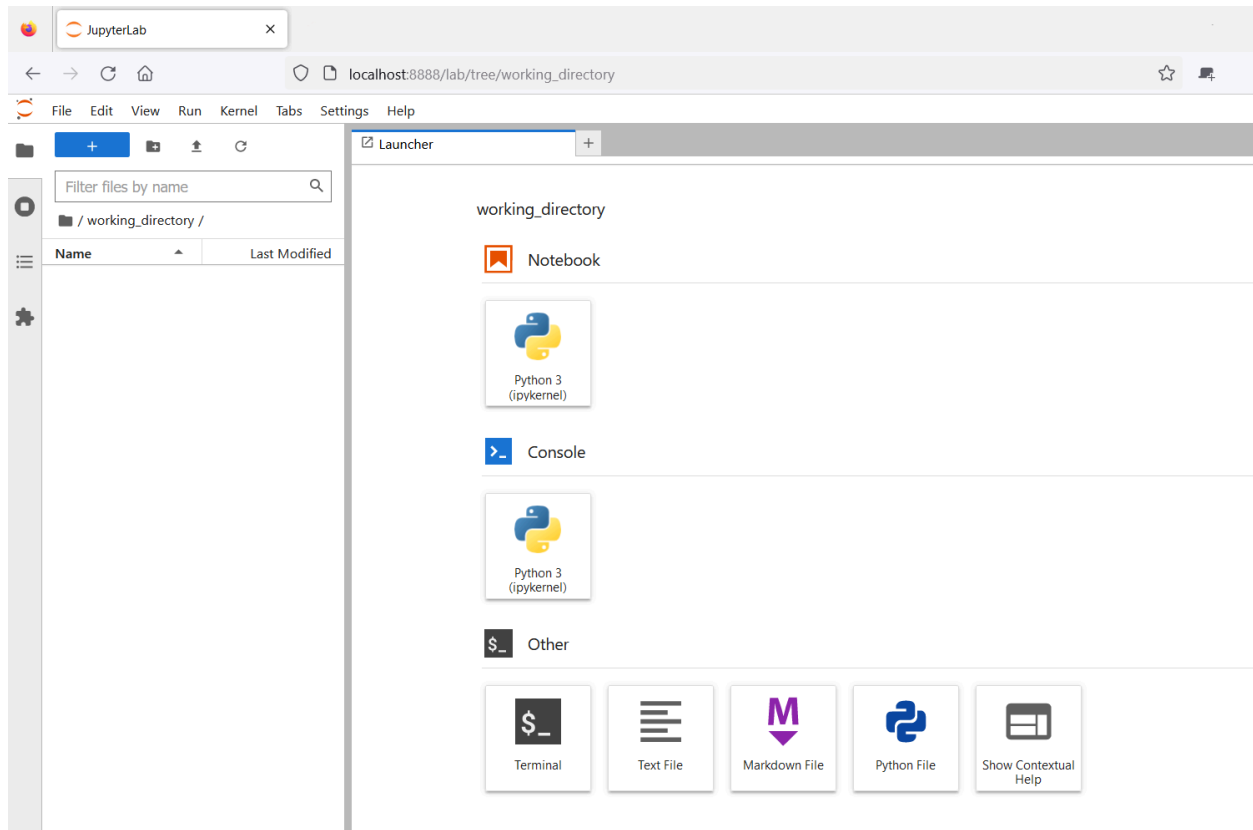 JupyterLab
localhost:8888/lab/tree/working_directory
File Edit View Run Kernel Tabs Settings Help
+
Launcher
+
Filter files by name
/ working_directory /
Name Last Modified
working_directory
Notebook
Python 3
(ipykernel)
>_ Console
Python 3
(ipykernel)
$_ Other
$_
Terminal
Text File
M
Markdown File
Python File
Show Contextual
Help